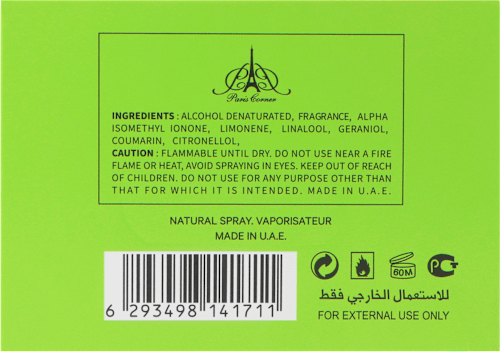 Paris Corner
INGREDIENTS : ALCOHOL DENATURATED, FRAGRANCE, ALPHA
ISOMETHYL IONONE, LIMONENE, LINALOOL, GERANIOL,
COUMARIN, CITRONELLOL,
CAUTION : FLAMMABLE UNTIL DRY. DO NOT USE NEAR A FIRE
FLAME OR HEAT, AVOID SPRAYING IN EYES. KEEP OUT OF REACH
OF CHILDREN. DO NOT USE FOR ANY PURPOSE OTHER THAN
THAT FOR WHICH IT IS INTENDED. MADE IN U.A.E.
NATURAL SPRAY. VAPORISATEUR
MADE IN U.A.E.
60M
6 293498 141711
للاستعمال الخارجي فقط
FOR EXTERNAL USE ONLY